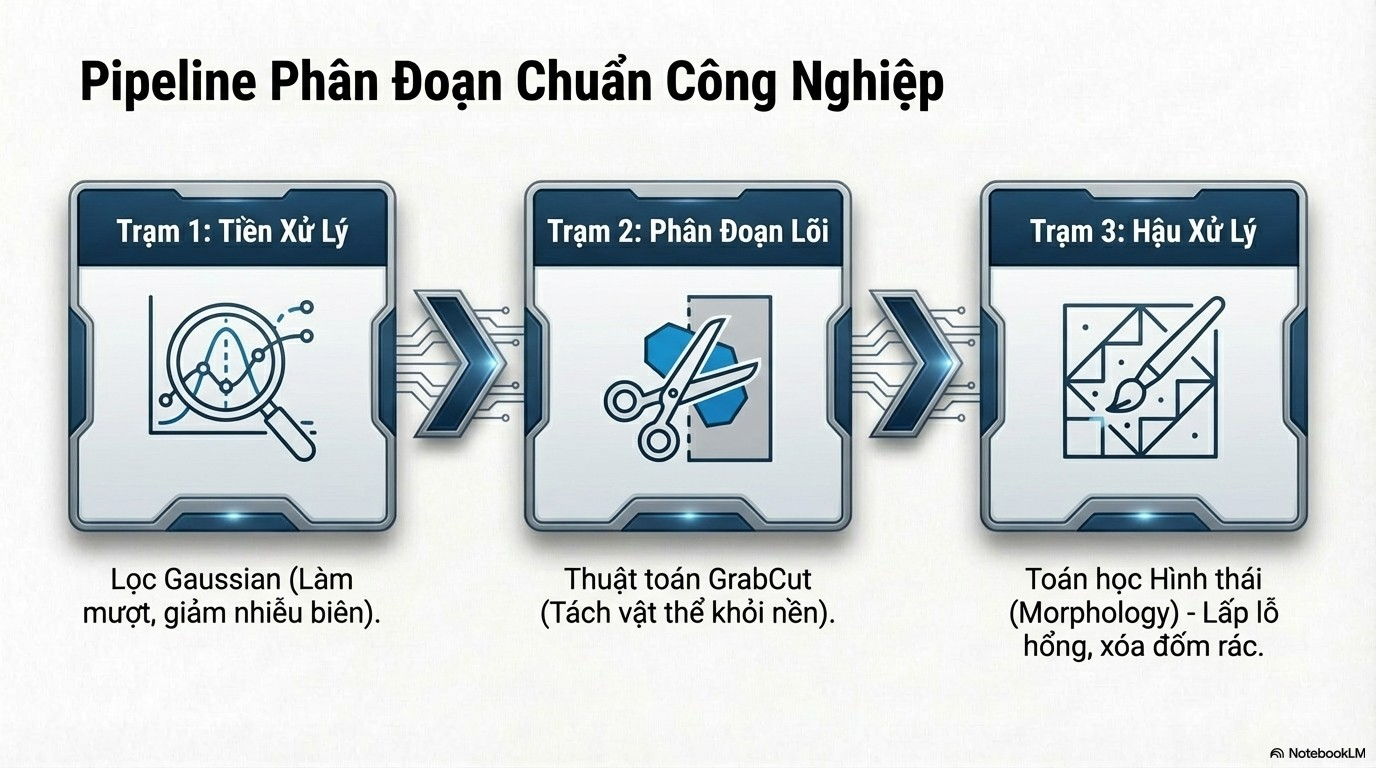 Pipeline Phân Đoạn Chuẩn Công Nghiệp
Trạm 1: Tiền Xử Lý
Trạm 2: Phân Đoạn Lõi
Trạm 3: Hậu Xử Lý
Lọc Gaussian (Làm
mượt, giảm nhiễu biên).
Thuật toán GrabCut
(Tách vật thể khỏi nền).
Toán học Hình thái
(Morphology) - Lấp lỗ
hổng, xóa đốm rác.
NotebookLM